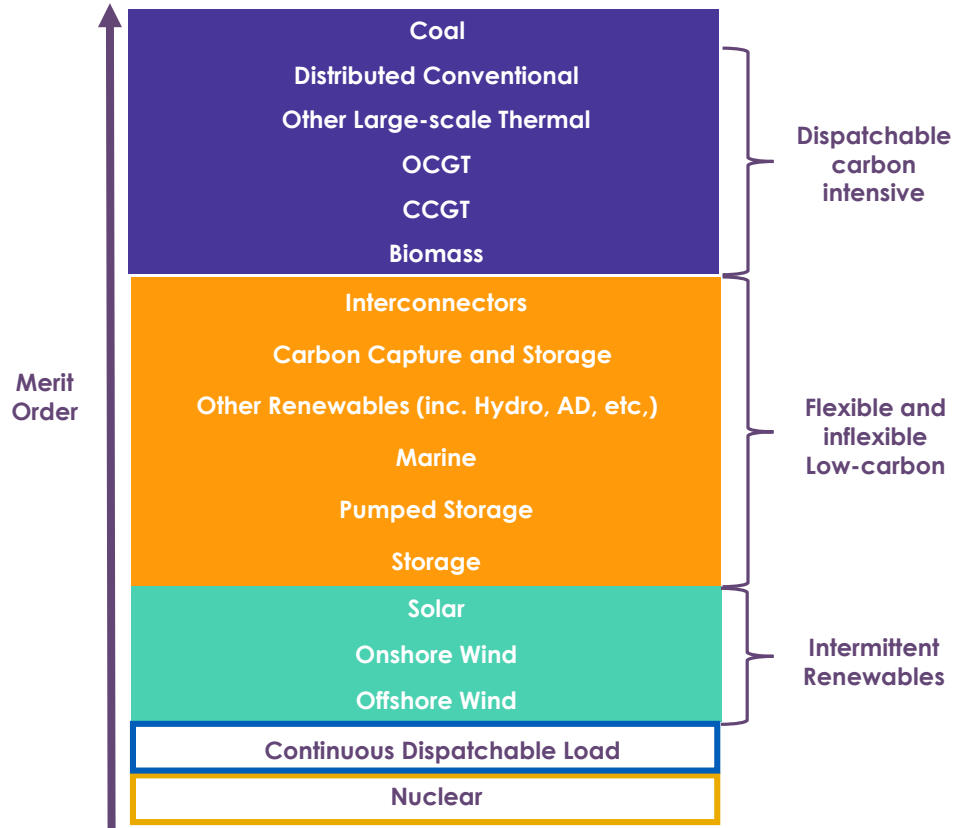 Coal
Distributed Conventional
Other Large-scale Thermal
OCGT
CCGT
Biomass
Dispatchable
carbon
intensive
Interconnectors
Carbon Capture and Storage
Other Renewables (inc. Hydro, AD, etc,)
Marine
Pumped Storage
Storage
Merit
Order
Flexible and
inflexible
Low-carbon
Solar
Onshore Wind
Offshore Wind
Intermittent
Renewables
Continuous Dispatchable Load
Nuclear